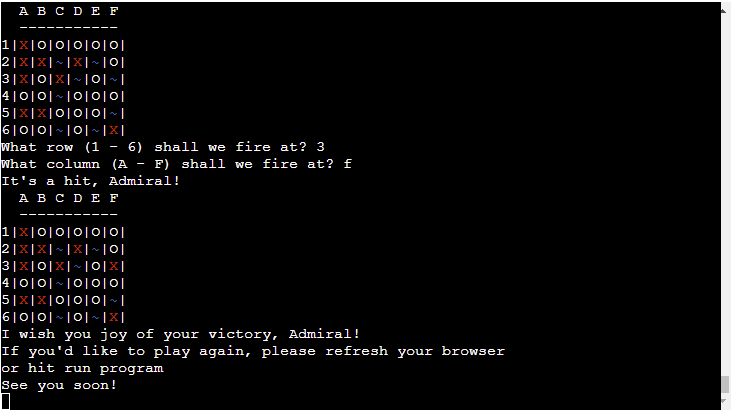 A B C D E F
-----------
1|X|O|O|O|O|O|
2|X|X|~|X|~|O|
3|X|O|X|~|O|~|
4|O|O|~|O|O|O|
5|X|X|O|O|O|~|
6|O|O|~|O|~|X|
What row (1 - 6) shall we fire at? 3
What column (A - F) shall we fire at? f
It's a hit, Admiral!
A B C D E F
-----------
1|X|O|O|O|O|O|
2|X|X|~|X|~|O|
3|X|O|X|~|O|X|
4|O|O|~|O|O|O|
5|X|X|O|O|O|~|
6|O|O|~|O|~|X|
I wish you joy of your victory, Admiral!
If you'd like to play again, please refresh your browser
or hit run program
See you soon!